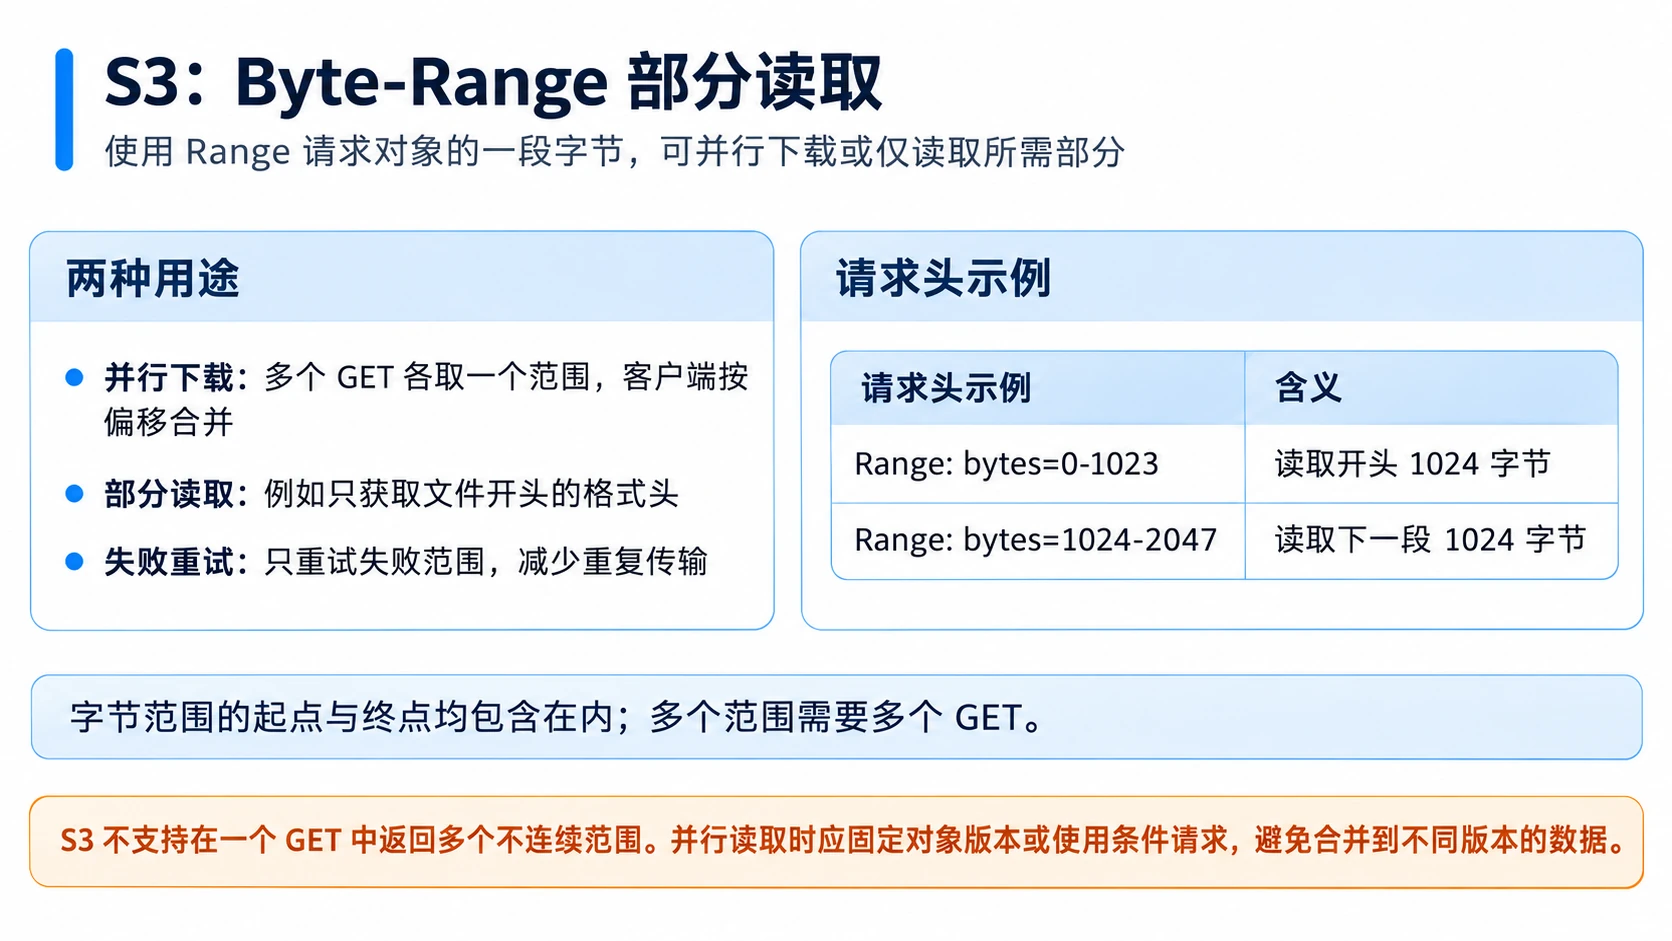 S3：Byte-Range 部分读取
使用 Range 请求对象的一段字节，可并行下载或仅读取所需部分
两种用途
并行下载：多个 GET 各取一个范围，客户端按
偏移合并
部分读取：例如只获取文件开头的格式头
失败重试：只重试失败范围，减少重复传输
请求头示例
请求头示例 含义
Range: bytes=0-1023 读取开头 1024 字节
Range: bytes=1024-2047 读取下一段 1024 字节
字节范围的起点与终点均包含在内；多个范围需要多个 GET。
S3 不支持在一个 GET 中返回多个不连续范围。并行读取时应固定对象版本或使用条件请求，避免合并到不同版本的数据。